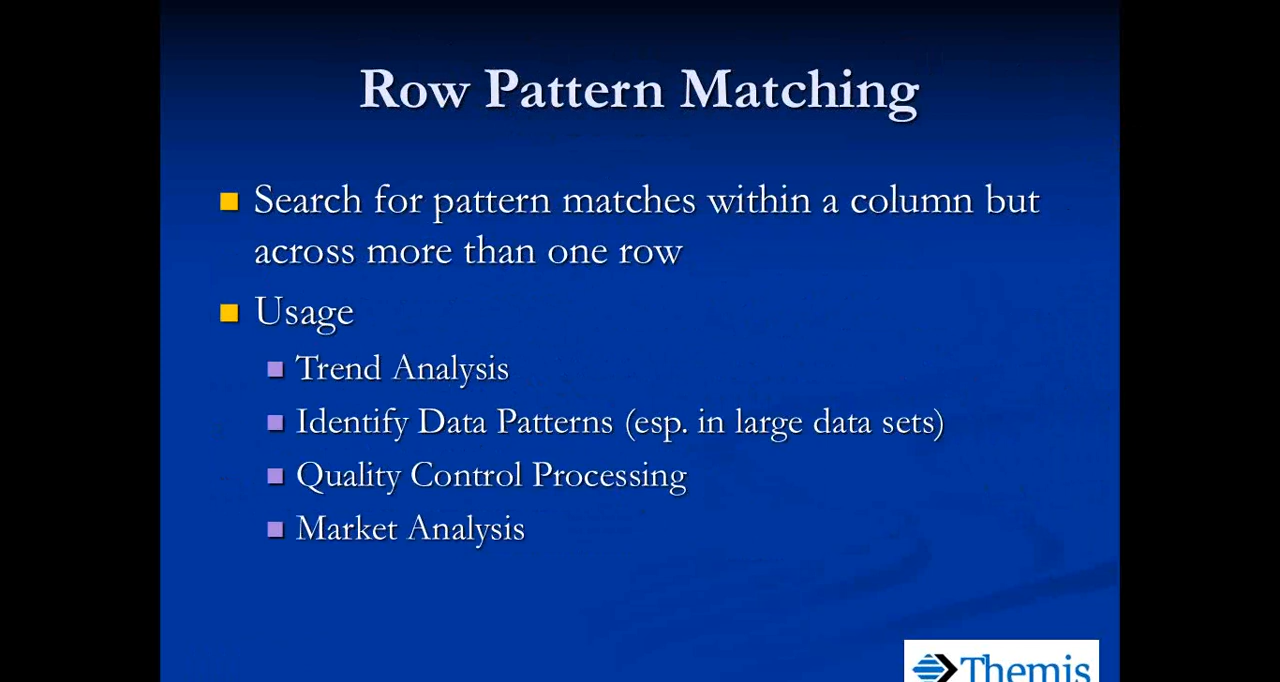 Row Pattern Matching
Search for pattern matches within a column but
across more than one row
Usage
Trend Analysis
Identify Data Patterns (esp. in large data sets)
Quality Control Processing
Market Analysis
Themis